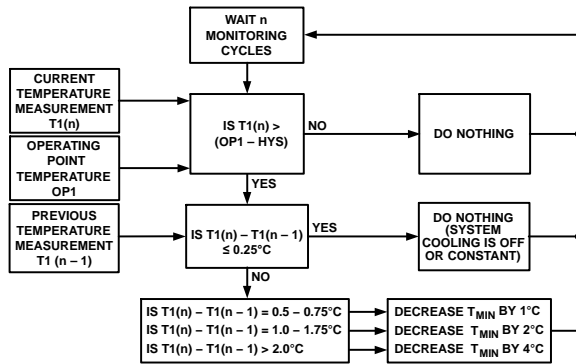 WAIT n
MONITORING
CYCLES
CURRENT
TEMPERATURE
MEASUREMENT
T1(n)
IS T1(n) >
(OP1 – HYS)
NO
DO NOTHING
OPERATING
POINT
TEMPERATURE
OP1
YES
PREVIOUS
TEMPERATURE
MEASUREMENT
T1 (n – 1)
IS T1(n) – T1(n – 1)
≤ 0.25°C
YES
DO NOTHING
(SYSTEM
COOLING IS OFF
OR CONSTANT)
NO
IS T1(n) – T1(n – 1) = 0.5 – 0.75°C
IS T1(n) – T1(n – 1) = 1.0 – 1.75°C
IS T1(n) – T1(n – 1) > 2.0°C
DECREASE TMIN BY 1°C
DECREASE TMIN BY 2°C
DECREASE TMIN BY 4°C